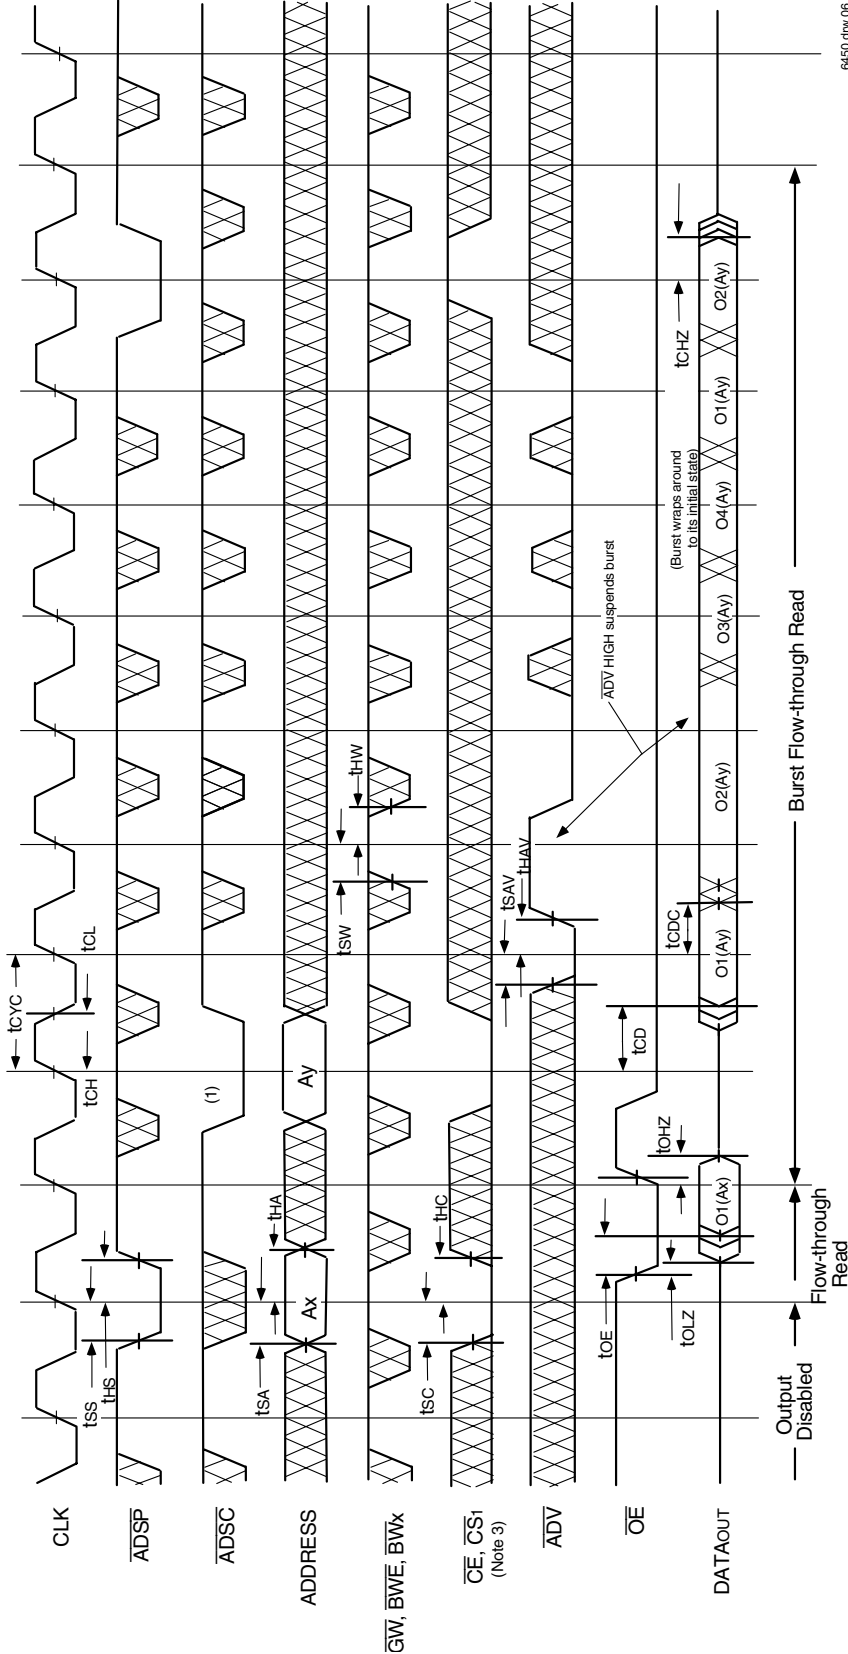 CLK
ADSP
ADSC
ADDRESS
GW, BWE, BWx
CE, CS1
(Note 3)
ADV
OE
DATAOUT
tCYC
tCH
tCL
tSS
tHS
(1)
tSA
tHA
Ax
Ay
tSW
tHW
tSC
tHC
tSAV
tHAV
ADV HIGH suspends burst
tOE
tOHZ
tOLZ
tCD
tCDC
tCHZ
(Burst wraps around
to its initial state)
O1(Ax)
O1(Ay)
O2(Ay)
O3(Ay)
O4(Ay)
O1(Ay)
O2(Ay)
Output
Disabled
Flow-through
Read
Burst Flow-through Read
6450 drw 06